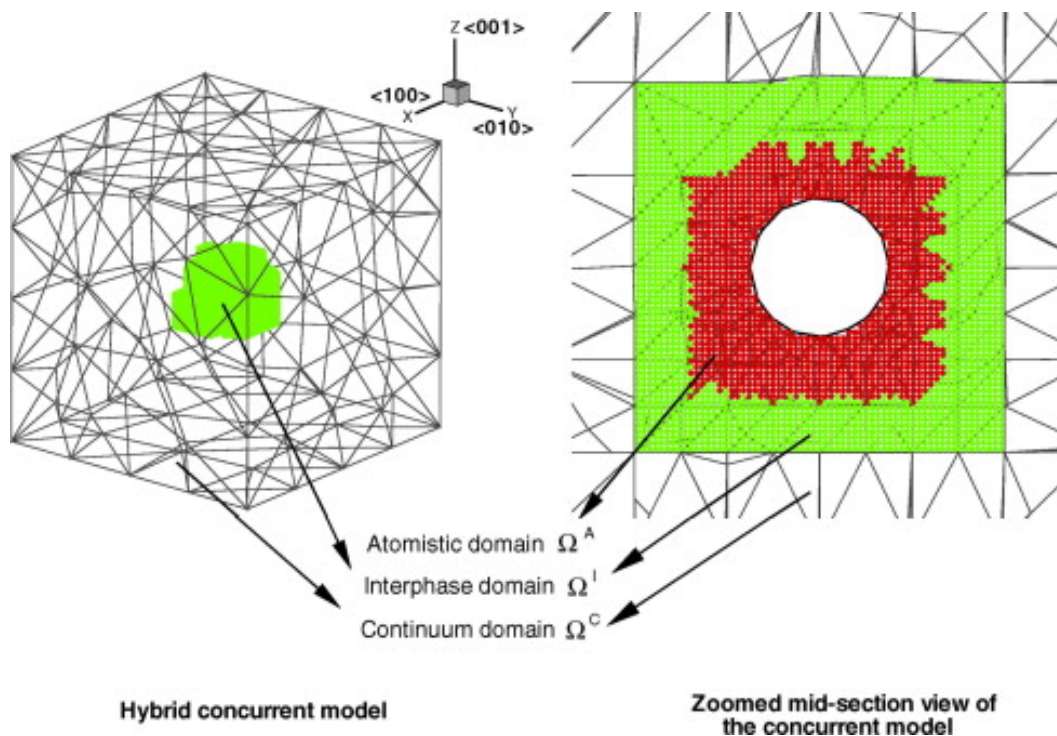 Z <001>
<100>
X
Y
<010>
Atomistic domain Ω^A
Interphase domain Ω^I
Continuum domain Ω^C
Hybrid concurrent model
Zoomed mid-section view of
the concurrent model